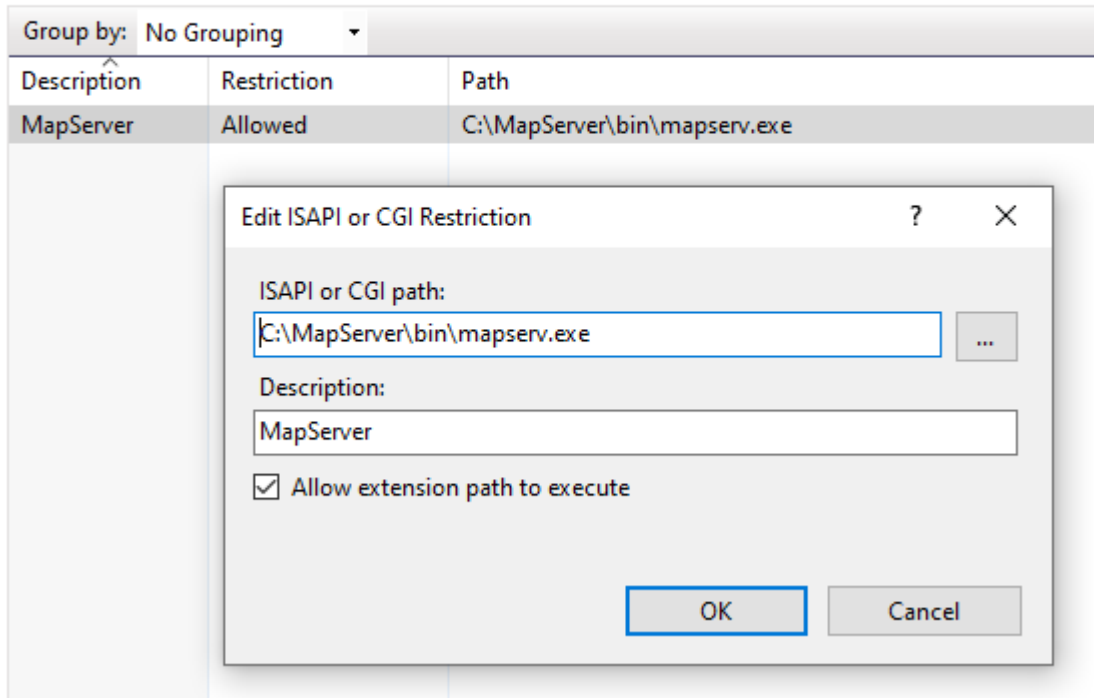 Group by: No Grouping
Description Restriction Path
MapServer Allowed C:\MapServer\bin\mapserv.exe
Edit ISAPI or CGI Restriction ?
ISAPI or CGI path:
C:\MapServer\bin\mapserv.exe
...
Description:
MapServer
Allow extension path to execute
OK Cancel